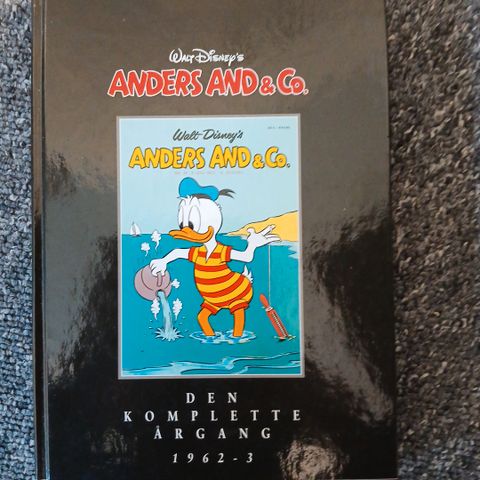 Walt Disney's
ANDERS AND & Co.
Walt Disney's
ANDERS AND & Co.
DEN
KOMPLETTE
ÅRGANG
1962-3